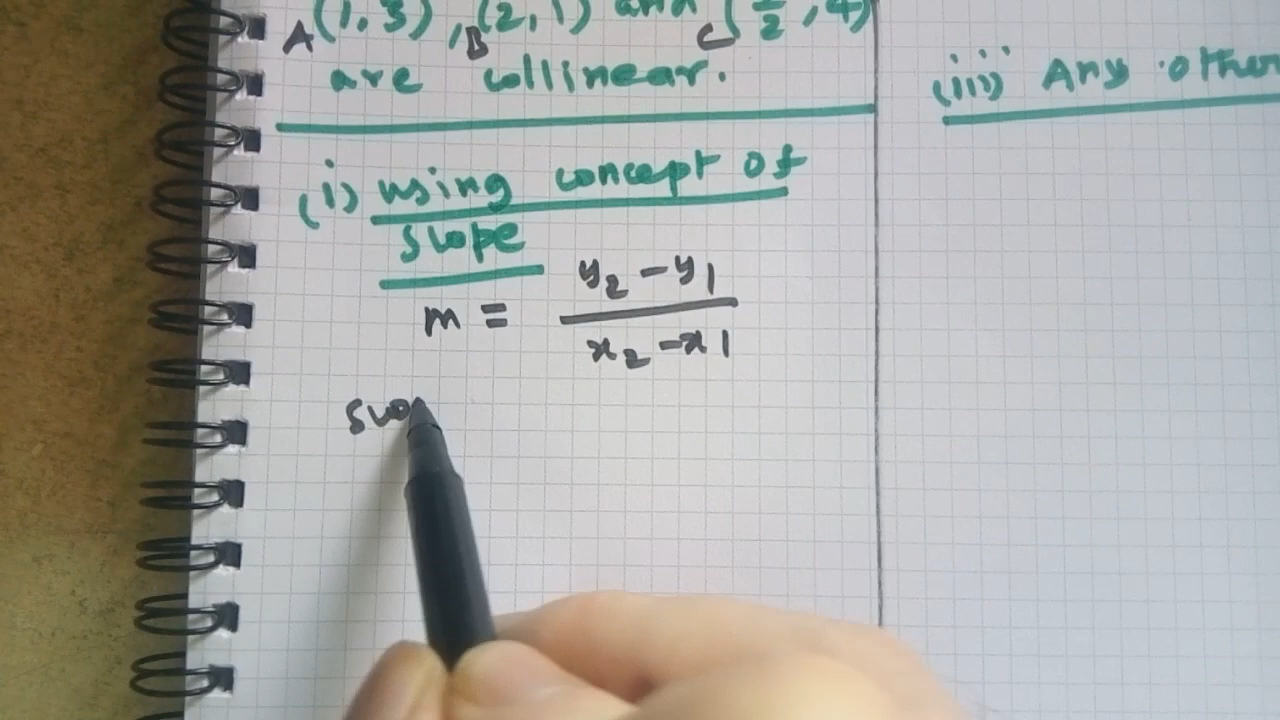 A(1,3), B(2,1) and C(1/2, 4)
are collinear.
(i) using concept of
slope
m = y2 - y1 / x2 - x1
slo
(iii) Any other